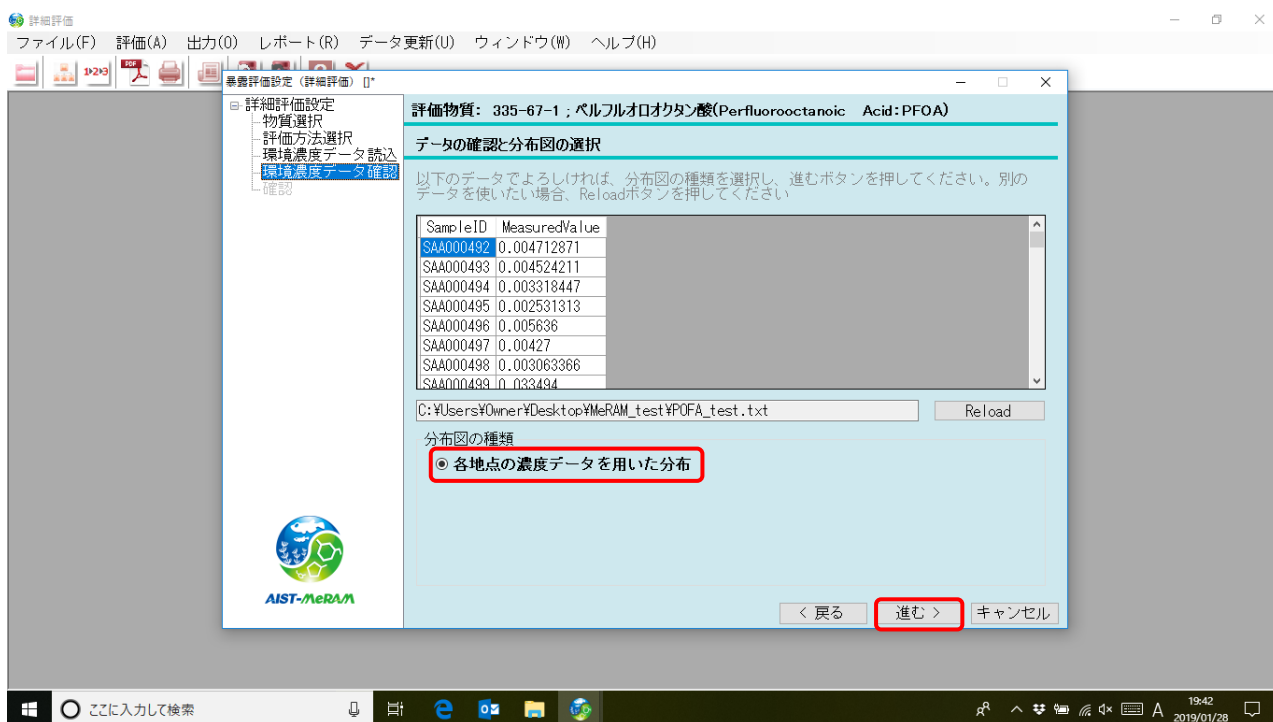 詳細評価
ファイル(F) 評価(A) 出力(O) レポート(R) データ更新(U) ウィンドウ(W) ヘルプ(H)
1▸2▸3 PDF
暴露評価設定（詳細評価） []*
詳細評価設定
物質選択
評価方法選択
環境濃度データ読込
環境濃度データ確認
確認
評価物質： 335-67-1 ; ペルフルオロオクタン酸(Perfluorooctanoic Acid:PFOA)
データの確認と分布図の選択
以下のデータでよろしければ、分布図の種類を選択し、進むボタンを押してください。別の
データを使いたい場合、Reloadボタンを押してください
SampleID MeasuredValue
SAA000492 0.004712871
SAA000493 0.004524211
SAA000494 0.003318447
SAA000495 0.002531313
SAA000496 0.005636
SAA000497 0.00427
SAA000498 0.003063366
SAA000499 0.033494
C:¥Users¥Owner¥Desktop¥MeRAM_test¥POFA_test.txt Reload
分布図の種類
各地点の濃度データを用いた分布
AIST-MeRAM
< 戻る 進む > キャンセル
ここに入力して検索
A 19:42
2019/01/28